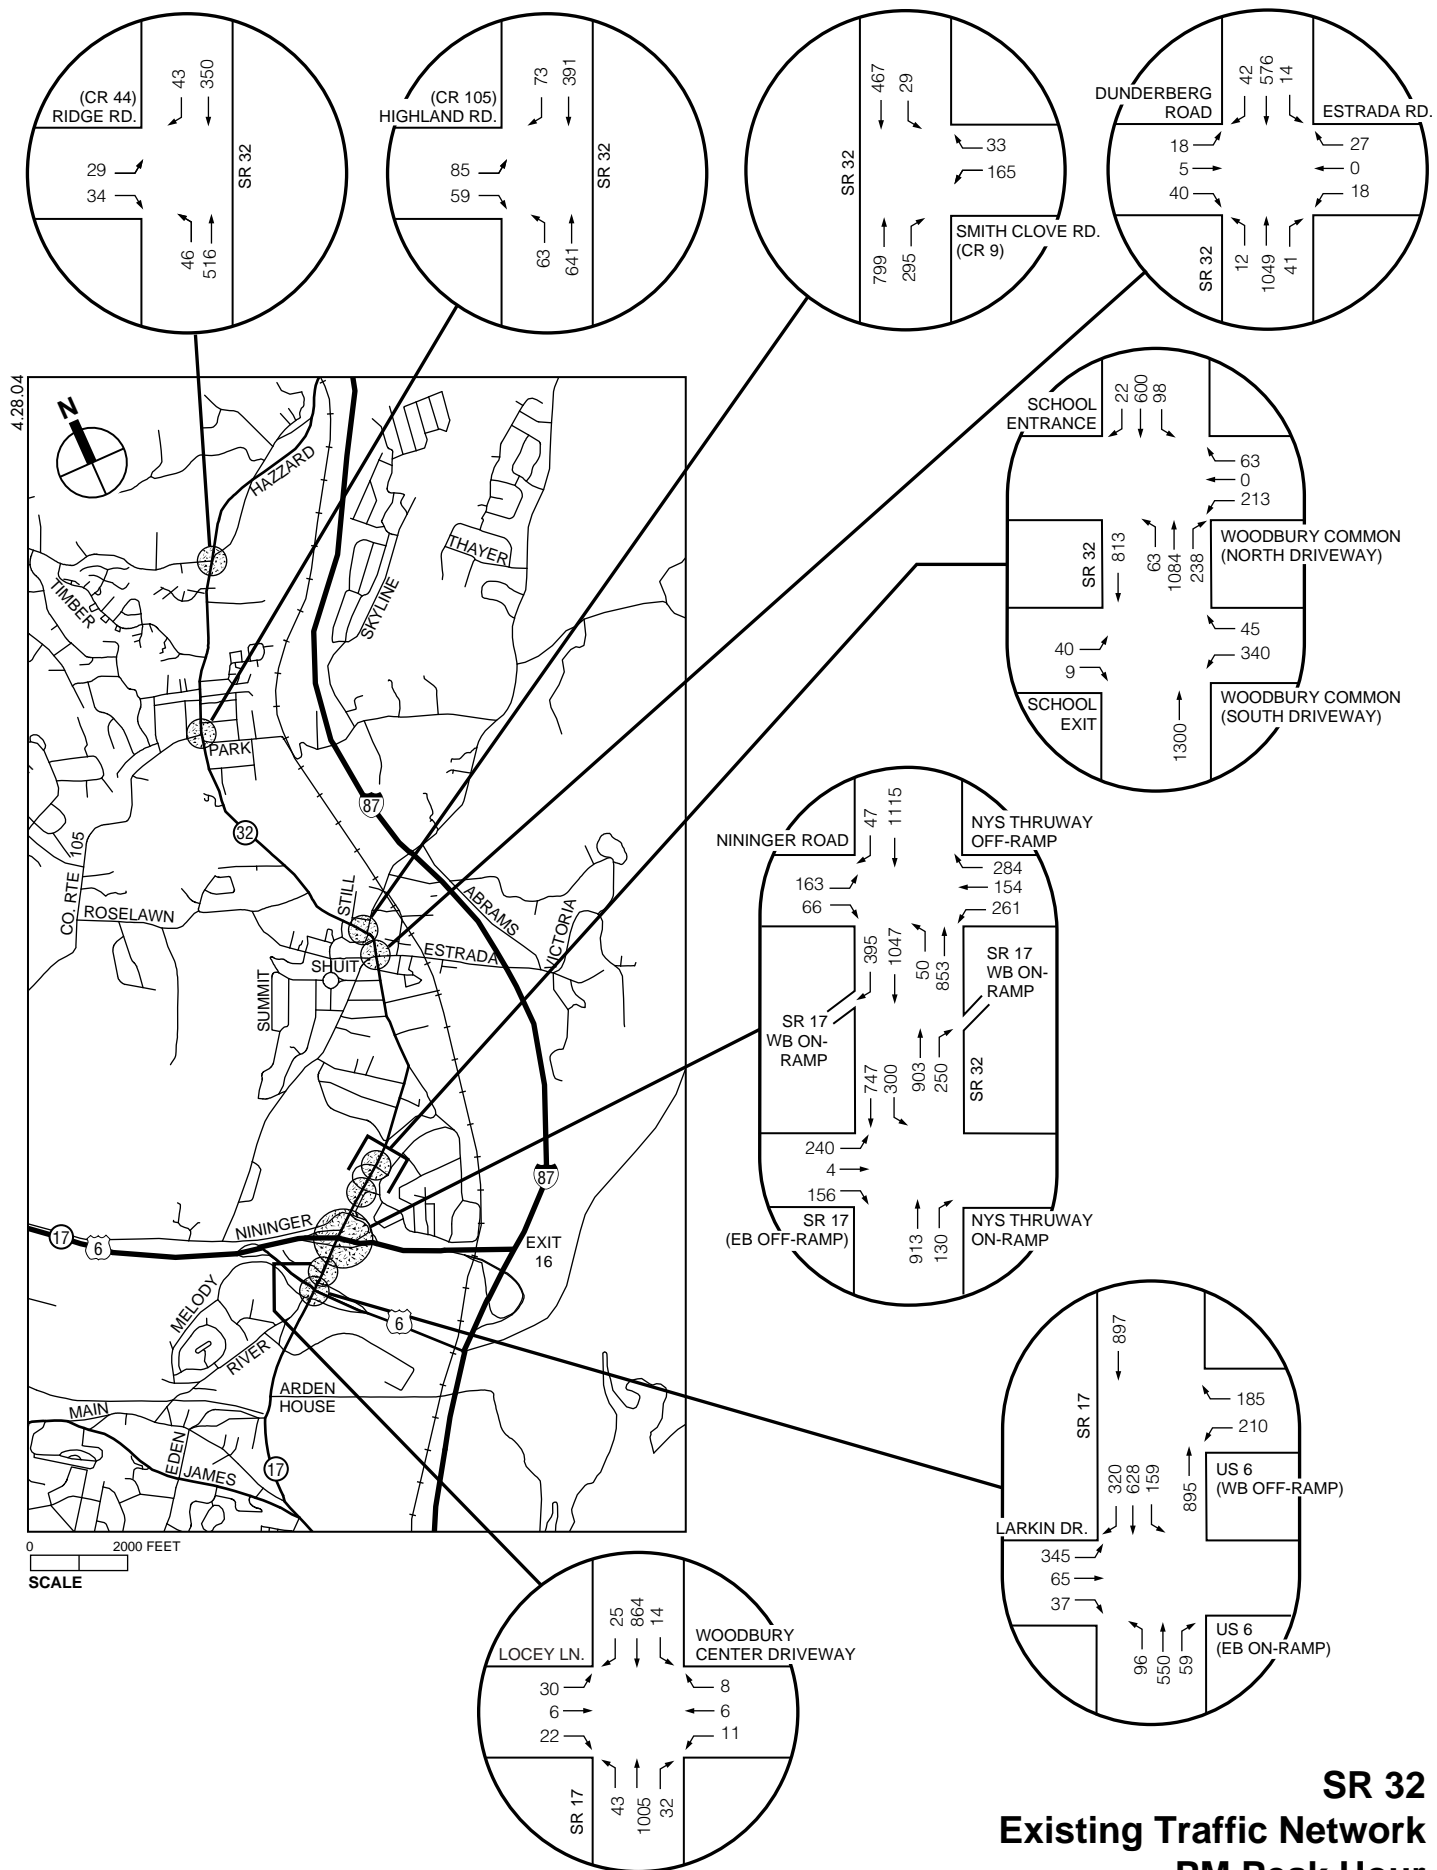 (CR 44)
RIDGE RD.
43
350
29
34
46
516
SR 32
(CR 105)
HIGHLAND RD.
73
391
85
59
63
641
SR 32
467
29
33
165
799
295
SR 32
SMITH CLOVE RD.
(CR 9)
DUNDERBERG
ROAD
42
576
14
ESTRADA RD.
18
5
40
27
0
18
12
1049
41
SR 32
SCHOOL
ENTRANCE
22
600
98
63
0
213
WOODBURY COMMON
(NORTH DRIVEWAY)
SR 32
813
63
1084
238
40
9
45
340
SCHOOL
EXIT
1300
WOODBURY COMMON
(SOUTH DRIVEWAY)
NININGER ROAD
47
1115
NYS THRUWAY
OFF-RAMP
163
66
284
154
261
395
1047
50
853
SR 17
WB ON-
RAMP
SR 17
WB ON-
RAMP
747
300
903
250
SR 32
240
4
156
SR 17
(EB OFF-RAMP)
913
130
NYS THRUWAY
ON-RAMP
897
SR 17
185
210
320
628
159
895
US 6
(WB OFF-RAMP)
LARKIN DR.
345
65
37
96
550
59
US 6
(EB ON-RAMP)
LOCEY LN.
25
864
14
WOODBURY
CENTER DRIVEWAY
30
6
22
8
6
11
43
1005
32
SR 17
4.28.04
N
HAZZARD
THAYER
SKYLINE
TIMBER
PARK
87
32
CO. RTE 105
ROSELAWN
STILL
ABRAMS
VICTORIA
ESTRADA
SHUIT
SUMMIT
87
NININGER
17
6
EXIT
16
MELODY
RIVER
6
ARDEN
HOUSE
MAIN
EDEN
JAMES
17
0
2000 FEET
SCALE
SR 32
Existing Traffic Network
PM Peak Hour